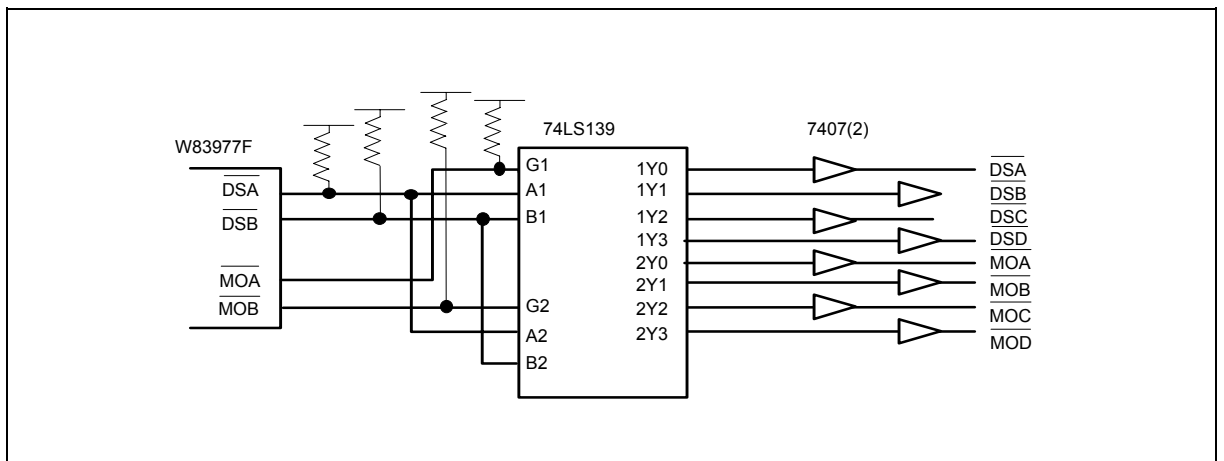 74LS139
7407(2)
W83977F
DSA
DSB
MOA
MOB
G1
A1
B1
G2
A2
B2
1Y0
1Y1
1Y2
1Y3
2Y0
2Y1
2Y2
2Y3
DSA
DSB
DSC
DSD
MOA
MOB
MOC
MOD